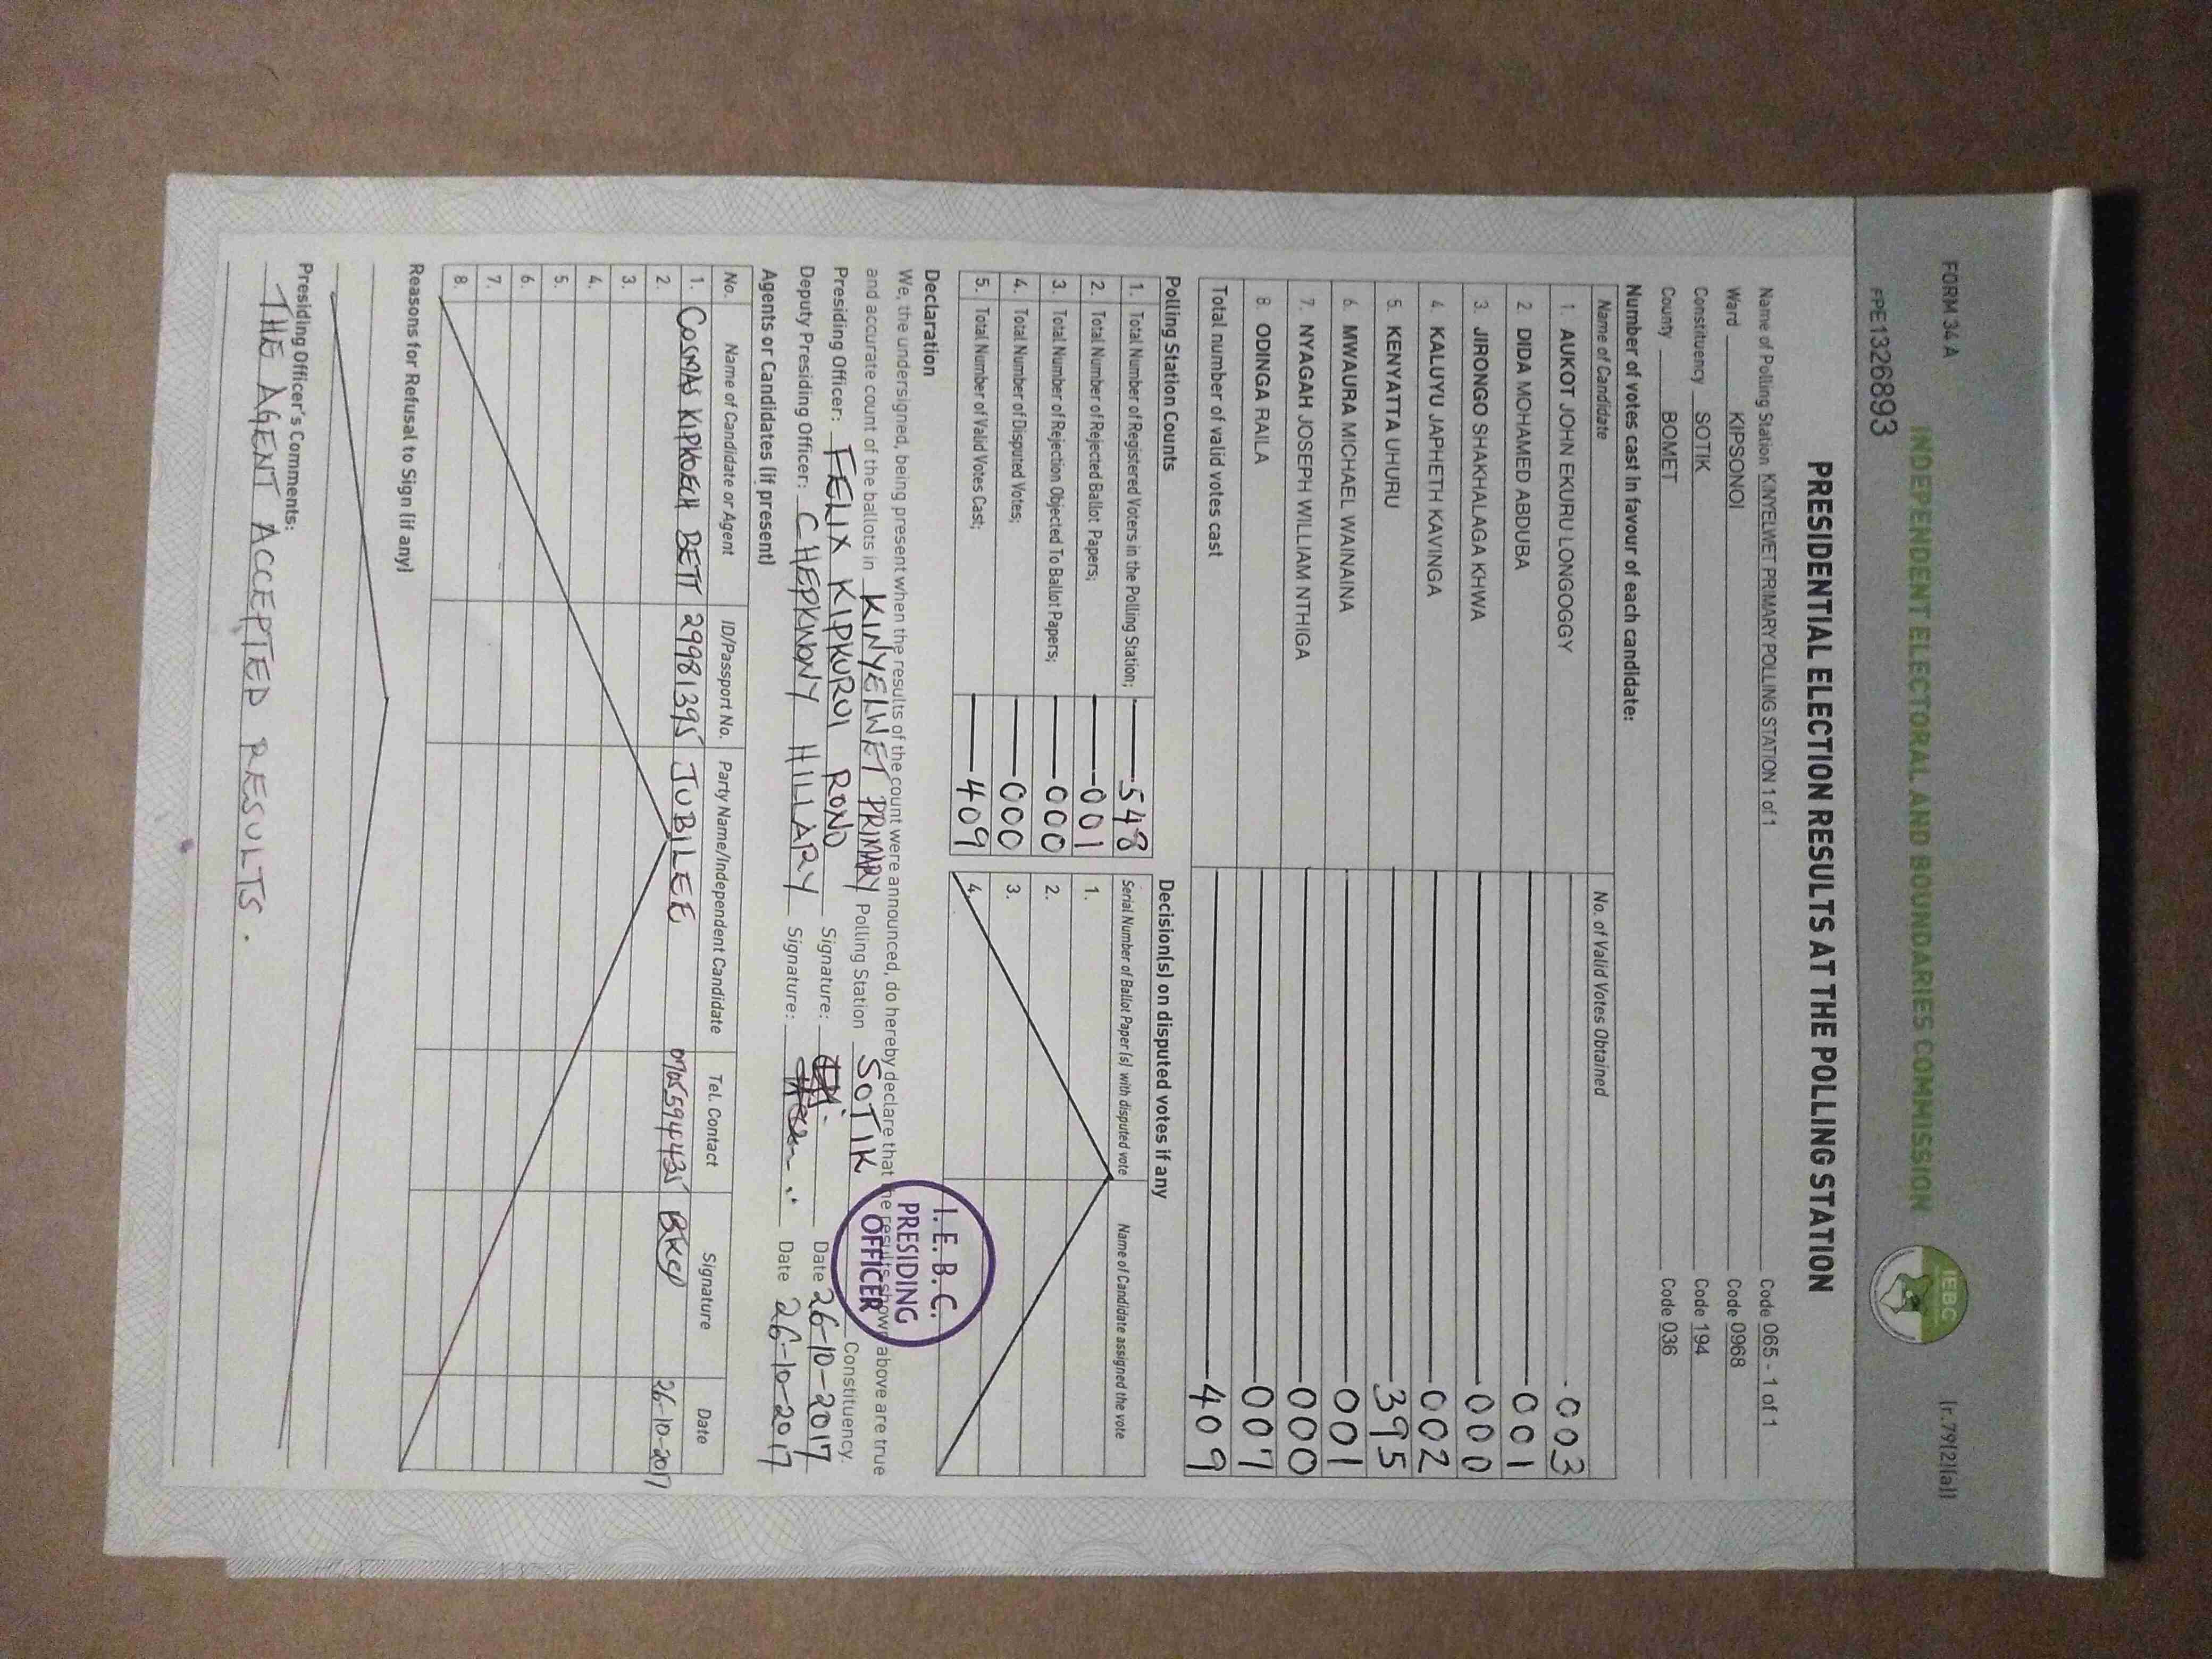 FORM 34 A
[r.79(2)(a)]
FPE1326893
INDEPENDENT ELECTORAL AND BOUNDARIES COMMISSION
IEBC
PRESIDENTIAL ELECTION RESULTS AT THE POLLING STATION
Name of Polling Station KINYELWET PRIMARY POLLING STATION 1 of 1 Code 065 - 1 of 1
Ward KIPSONOI Code 0968
Constituency SOTIK Code 194
County BOMET Code 036
Number of votes cast in favour of each candidate:
Name of Candidate No. of Valid Votes Obtained
1. AUKOT JOHN EKURU LONGOGGY - 003
2 DIDA MOHAMED ABDUBA 001
3. JIRONGO SHAKHALAGA KHWA 000
4. KALUYU JAPHETH KAVINGA 002
5. KENYATTA UHURU 395
6. MWAURA MICHAEL WAINAINA 001
7. NYAGAH JOSEPH WILLIAM NTHIGA 000
8. ODINGA RAILA 007
Total number of valid votes cast 409
Polling Station Counts
1. Total Number of Registered Voters in the Polling Station; 548
2. Total Number of Rejected Ballot Papers; 001
3. Total Number of Rejection Objected To Ballot Papers; 000
4. Total Number of Disputed Votes; 000
5. Total Number of Valid Votes Cast; 409
Decision(s) on disputed votes if any
Serial Number of Ballot Paper (s) with disputed vote Name of Candidate assigned the vote
1.
2.
3.
4.
Declaration
We, the undersigned, being present when the results of the count were announced, do hereby declare that the results shown above are true
and accurate count of the ballots in KINYELWET PRIMARY Polling Station SOTIK Constituency.
Presiding Officer: FELIX KIPKURUI RONO Signature: Date 26-10-2017
Deputy Presiding Officer: CHEPKWONY HILLARY Signature: Date 26-10-2017
I.E.B.C.
PRESIDING
OFFICER
Agents or Candidates (if present)
No. Name of Candidate or Agent ID/Passport No. Party Name/Independent Candidate Tel. Contact Signature Date
1. COSMAS KIPKOECH BETT 29981395 JUBILEE 0705594435 26-10-2017
2.
3.
4.
5.
6.
7.
8.
Reasons for Refusal to Sign (if any)
Presiding Officer's Comments:
THE AGENT ACCEPTED RESULTS.